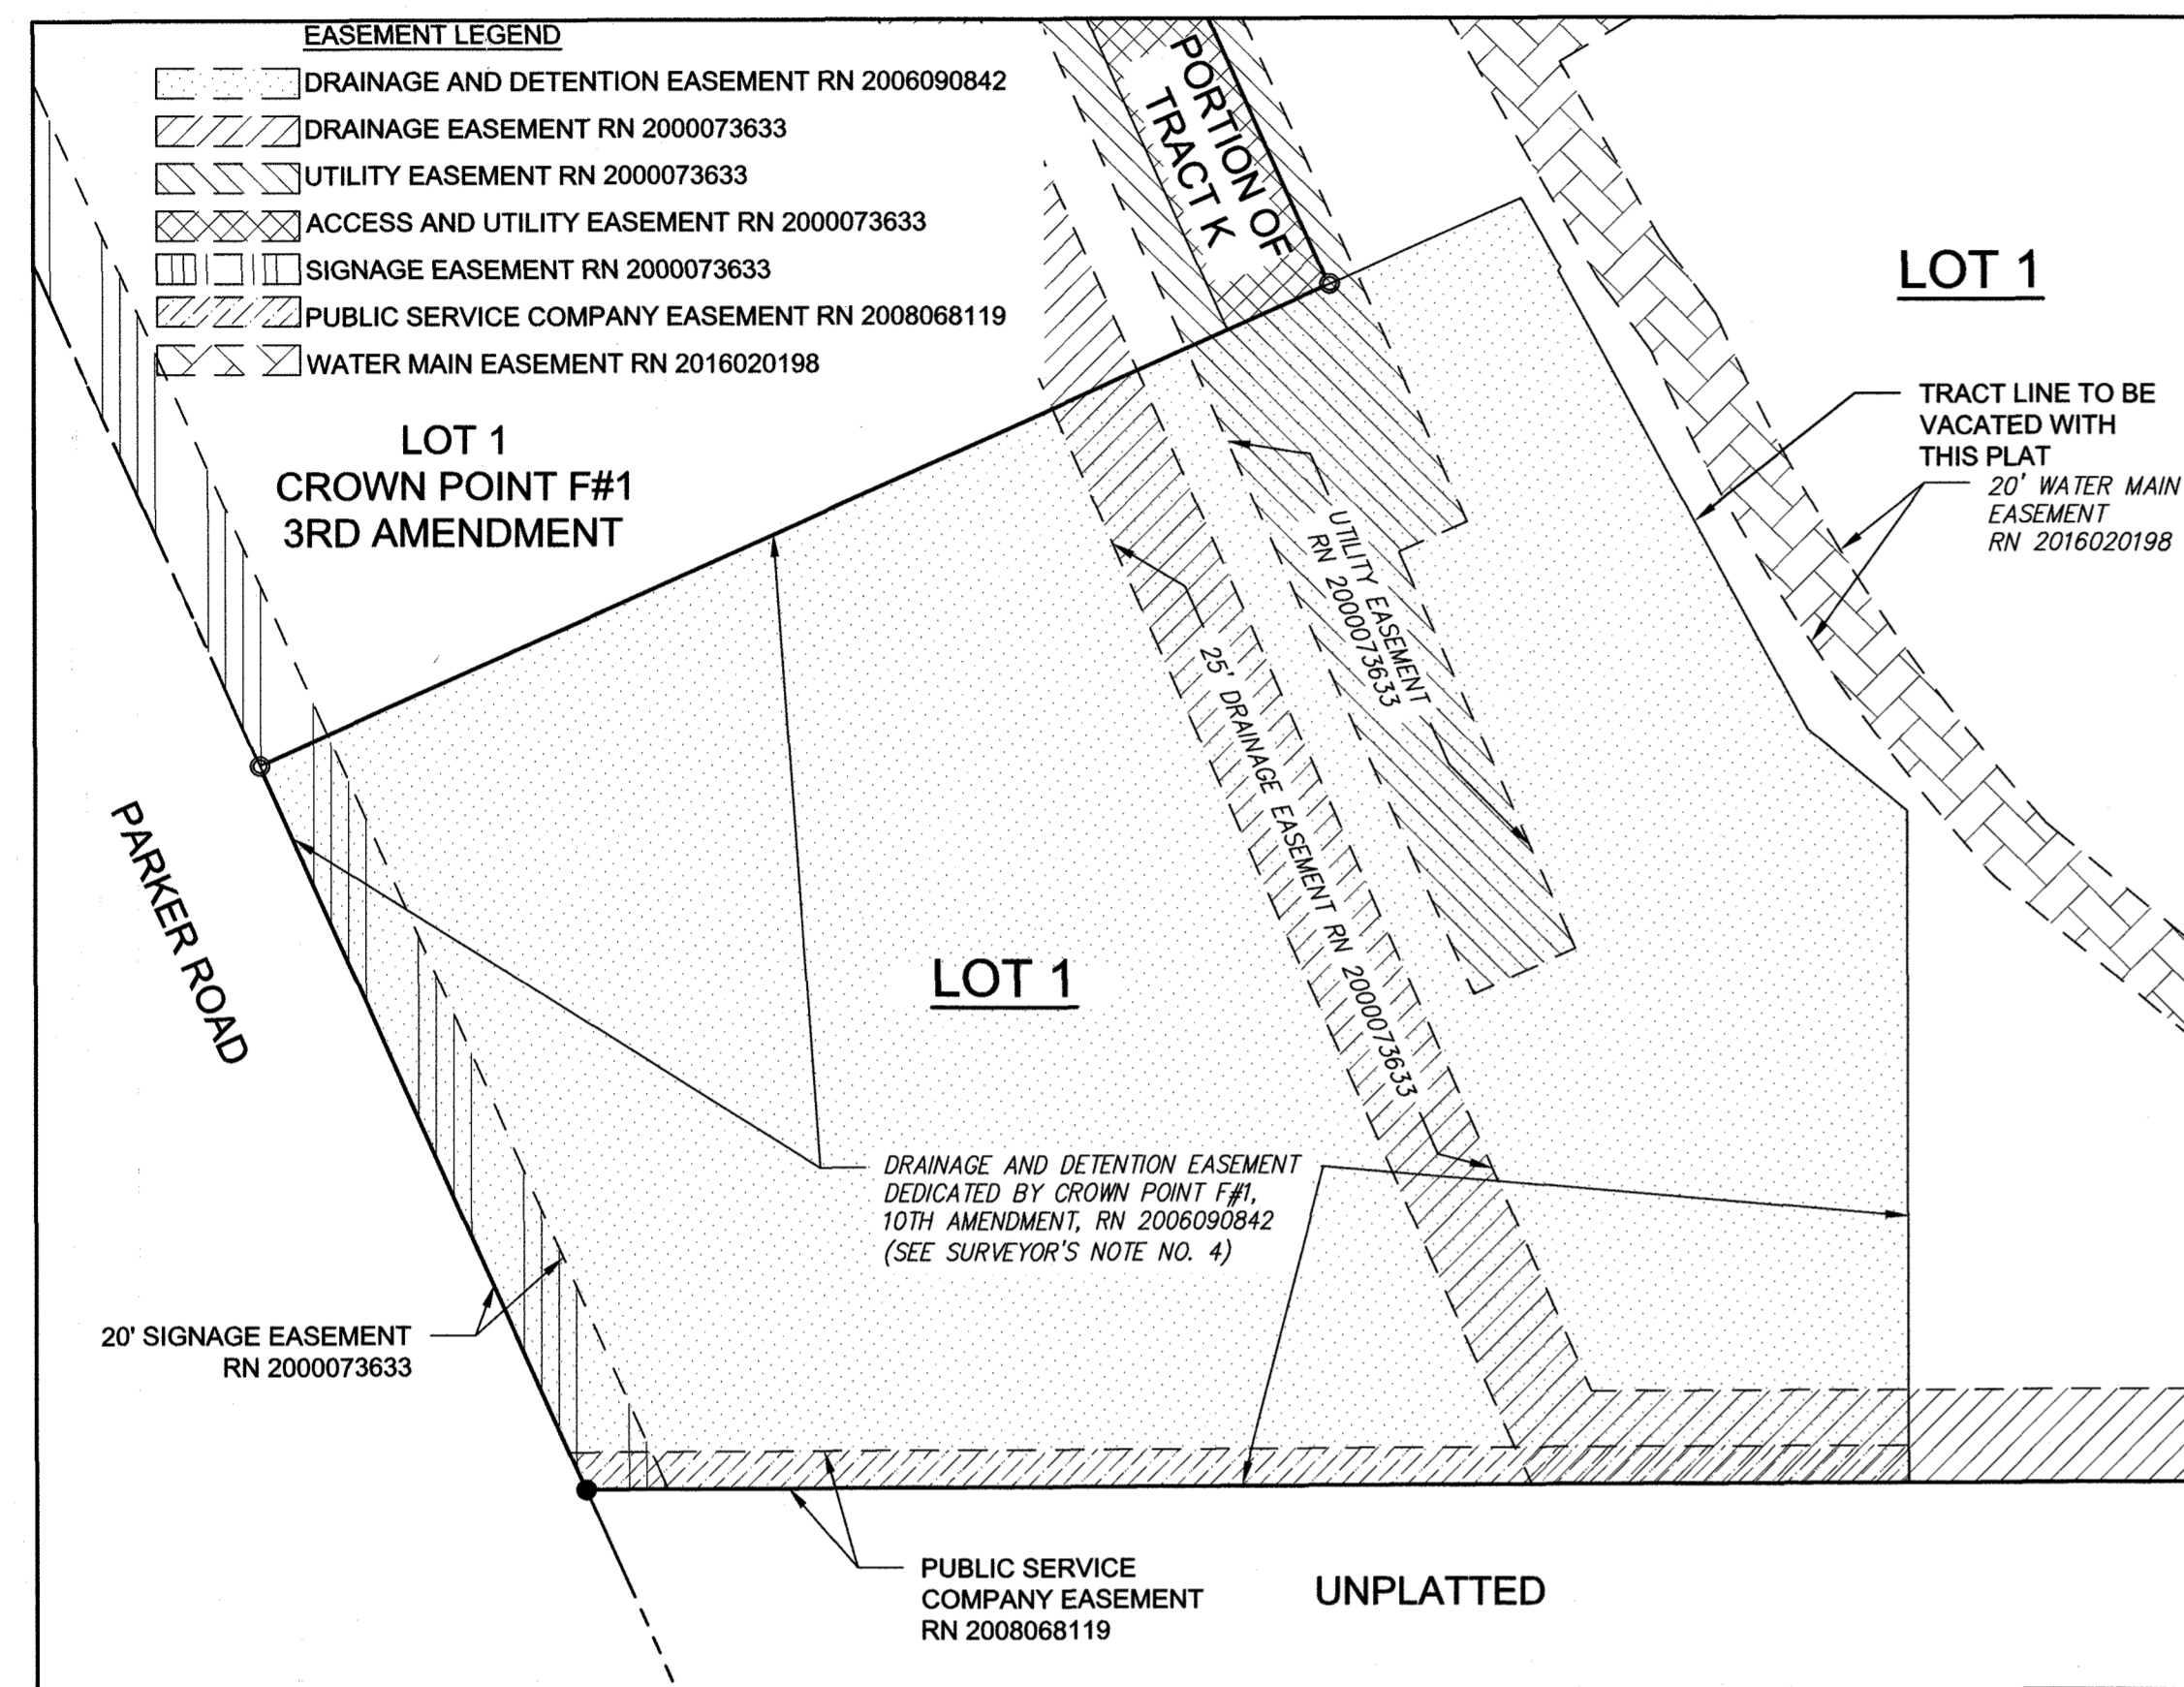 EASEMENT LEGEND
DRAINAGE AND DETENTION EASEMENT RN 2006090842
DRAINAGE EASEMENT RN 2000073633
UTILITY EASEMENT RN 2000073633
ACCESS AND UTILITY EASEMENT RN 2000073633
SIGNAGE EASEMENT RN 2000073633
PUBLIC SERVICE COMPANY EASEMENT RN 2008068119
WATER MAIN EASEMENT RN 2016020198
PORTION OF
TRACT K
LOT 1
LOT 1
CROWN POINT F#1
3RD AMENDMENT
TRACT LINE TO BE
VACATED WITH
THIS PLAT
20' WATER MAIN
EASEMENT
RN 2016020198
UTILITY EASEMENT
RN 2000073633
25' DRAINAGE EASEMENT RN 2000073633
PARKER ROAD
LOT 1
DRAINAGE AND DETENTION EASEMENT
DEDICATED BY CROWN POINT F#1,
10TH AMENDMENT, RN 2006090842
(SEE SURVEYOR'S NOTE NO. 4)
20' SIGNAGE EASEMENT
RN 2000073633
PUBLIC SERVICE
COMPANY EASEMENT
RN 2008068119
UNPLATTED